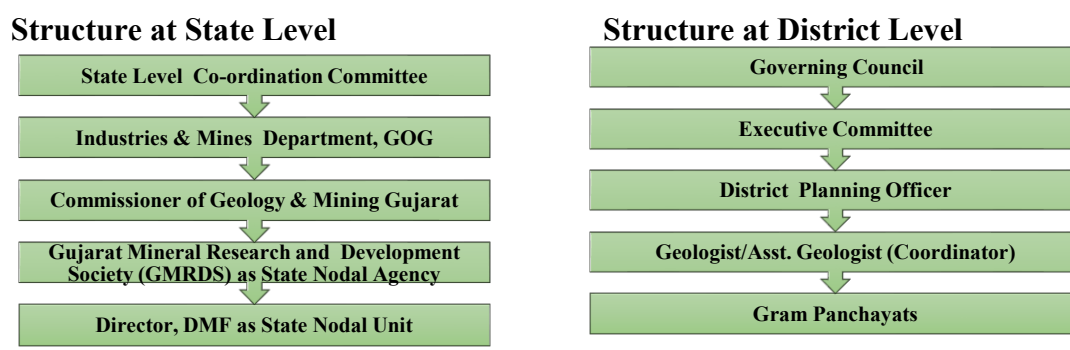 Structure at State Level
State Level Co-ordination Committee
Industries & Mines Department, GOG
Commissioner of Geology & Mining Gujarat
Gujarat Mineral Research and Development
Society (GMRDS) as State Nodal Agency
Director, DMF as State Nodal Unit
Structure at District Level
Governing Council
Executive Committee
District Planning Officer
Geologist/Asst. Geologist (Coordinator)
Gram Panchayats